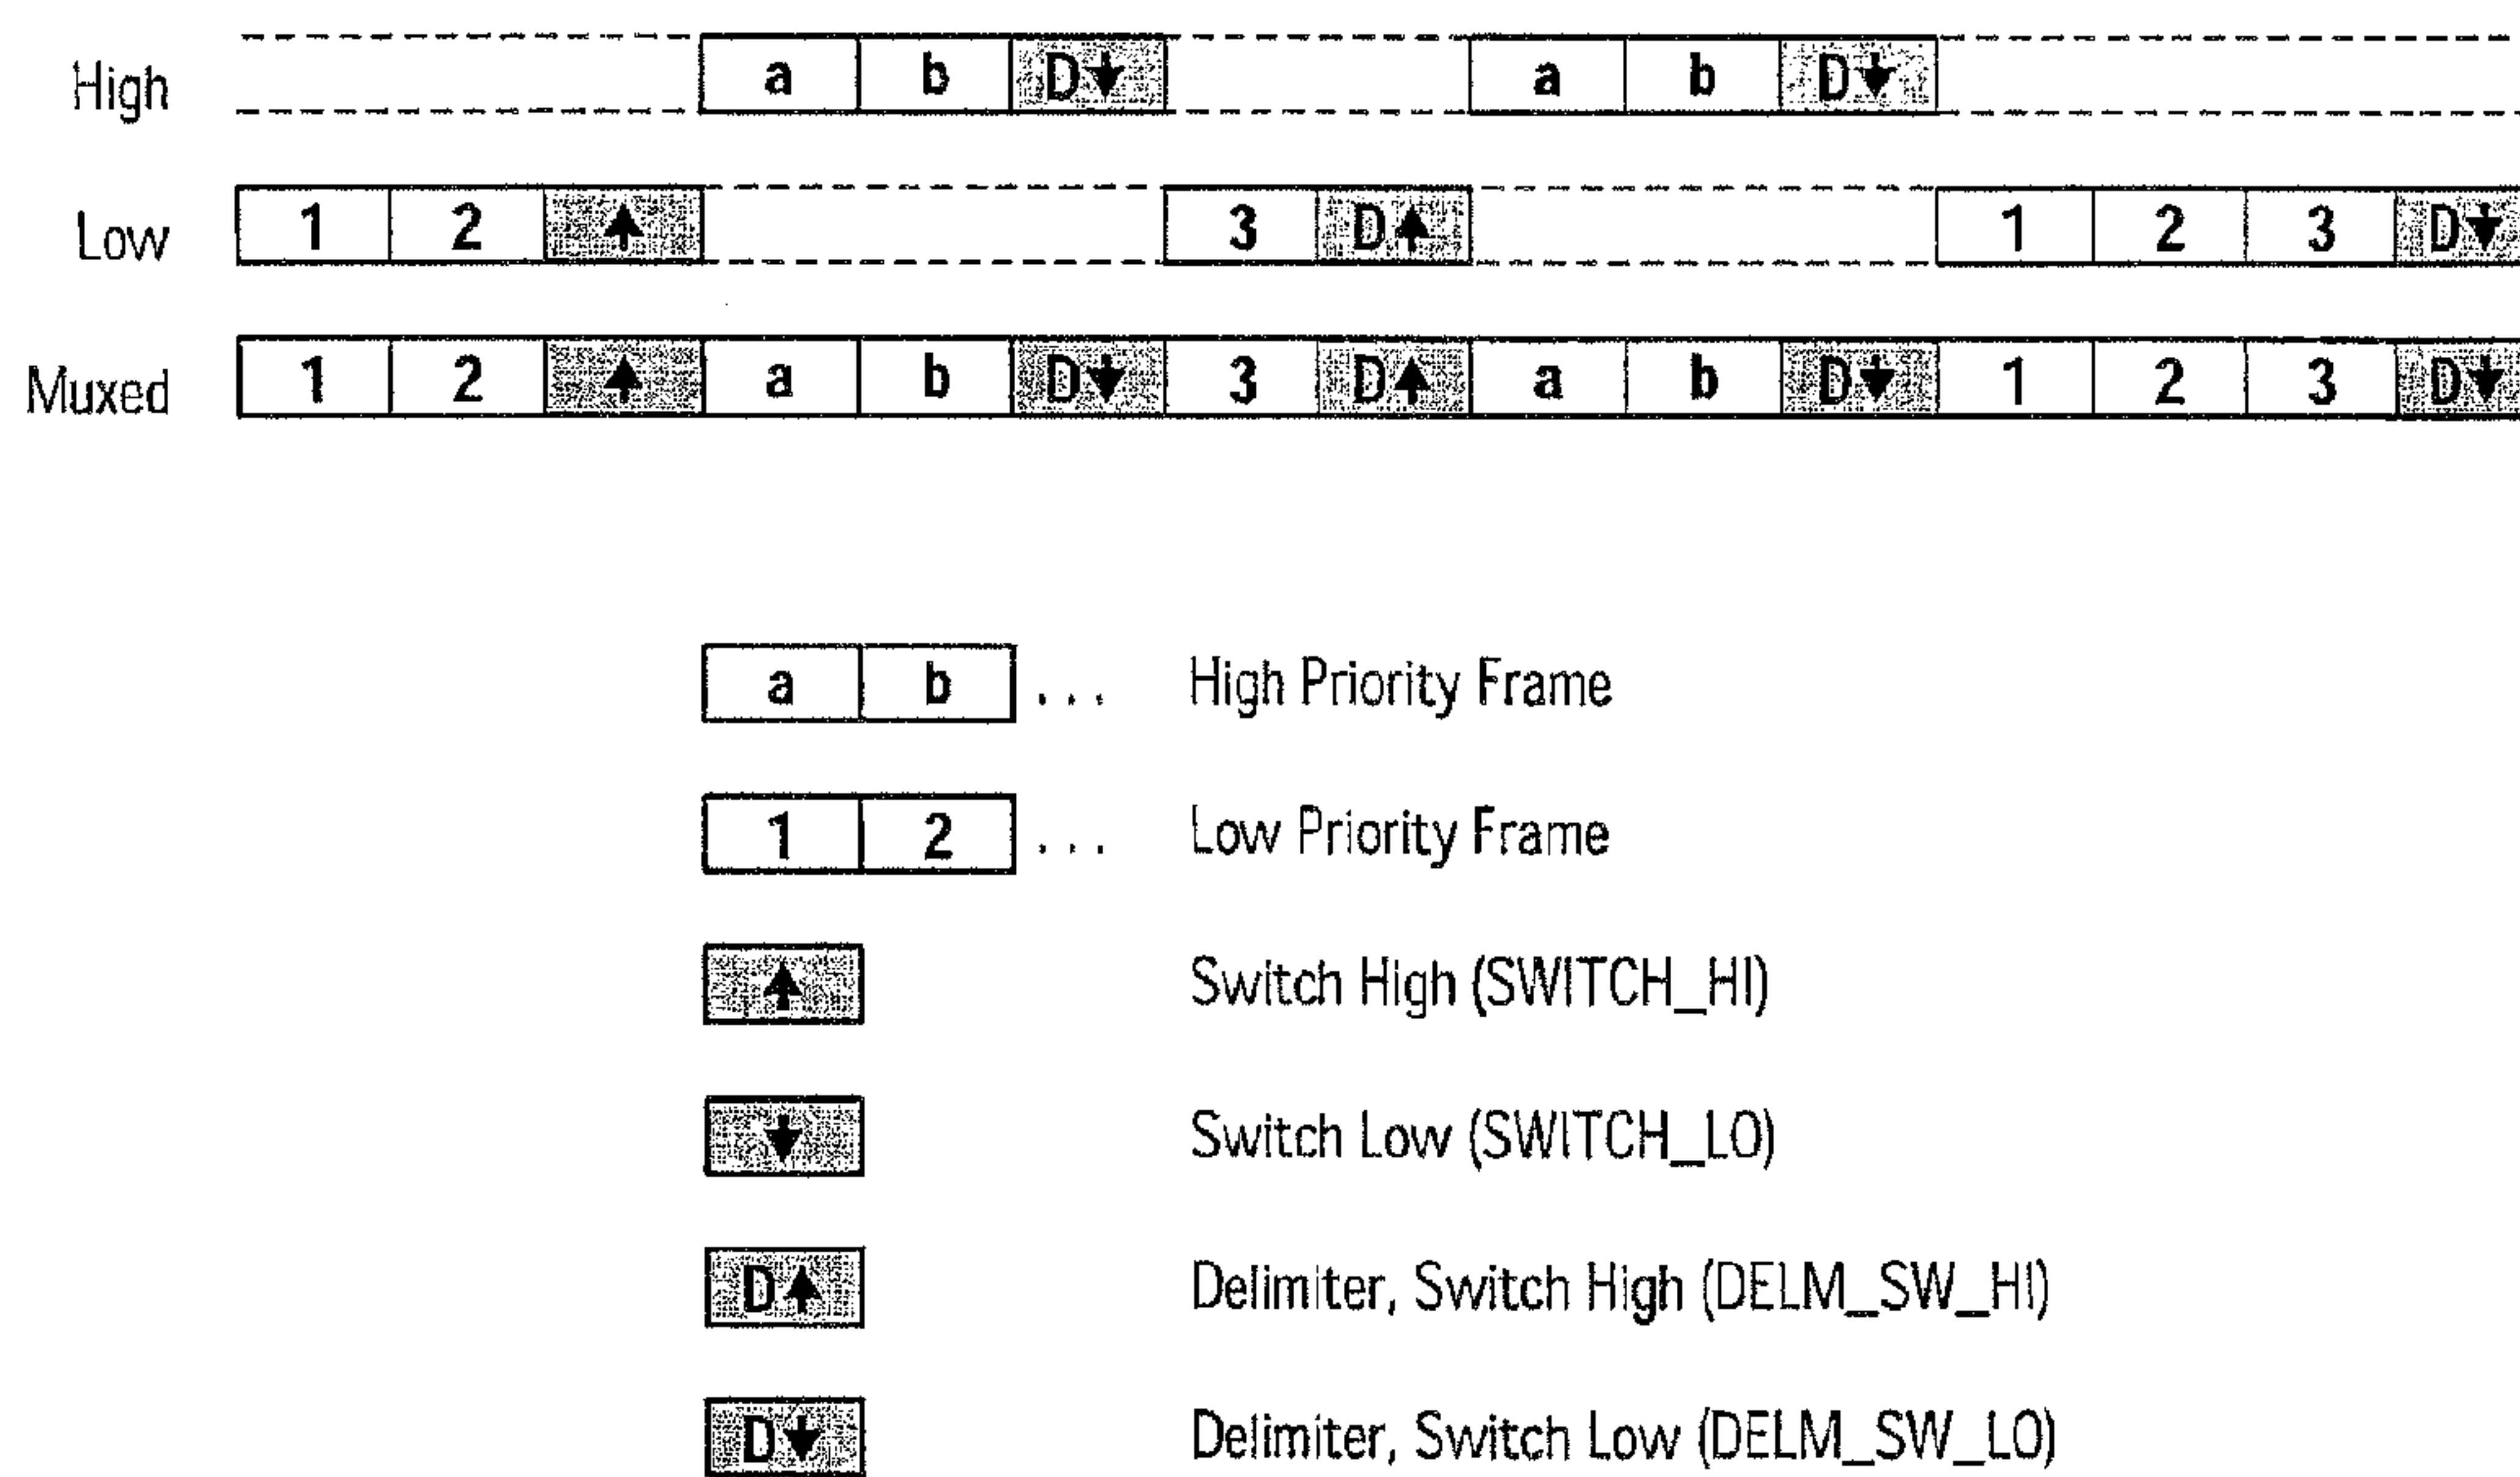 High a b D↓ a b D↓
Low 1 2 ↑ 3 D↑ 1 2 3 D↓
Muxed 1 2 ↑ a b D↓ 3 D↑ a b D↓ 1 2 3 D↓
a b ... High Priority Frame
1 2 ... Low Priority Frame
↑ Switch High (SWITCH_HI)
↓ Switch Low (SWITCH_LO)
D↑ Delimiter, Switch High (DELM_SW_HI)
D↓ Delimiter, Switch Low (DELM_SW_LO)